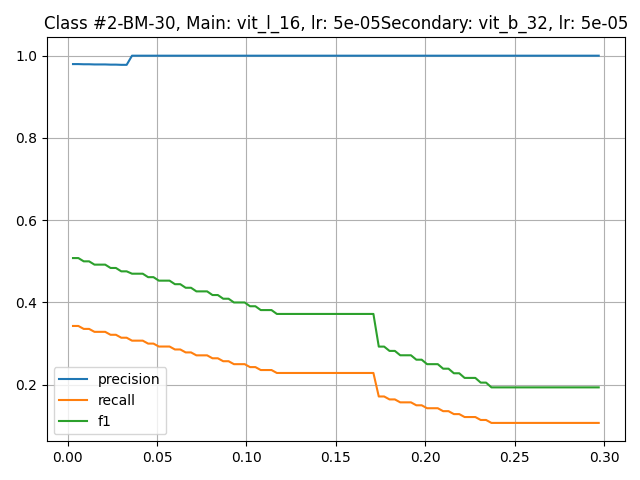 Class #2-BM-30, Main: vit_l_16, lr: 5e-05Secondary: vit_b_32, lr: 5e-05
1.0
0.8
0.6
0.4
0.2
precision
recall
f1
0.00 0.05 0.10 0.15 0.20 0.25 0.30